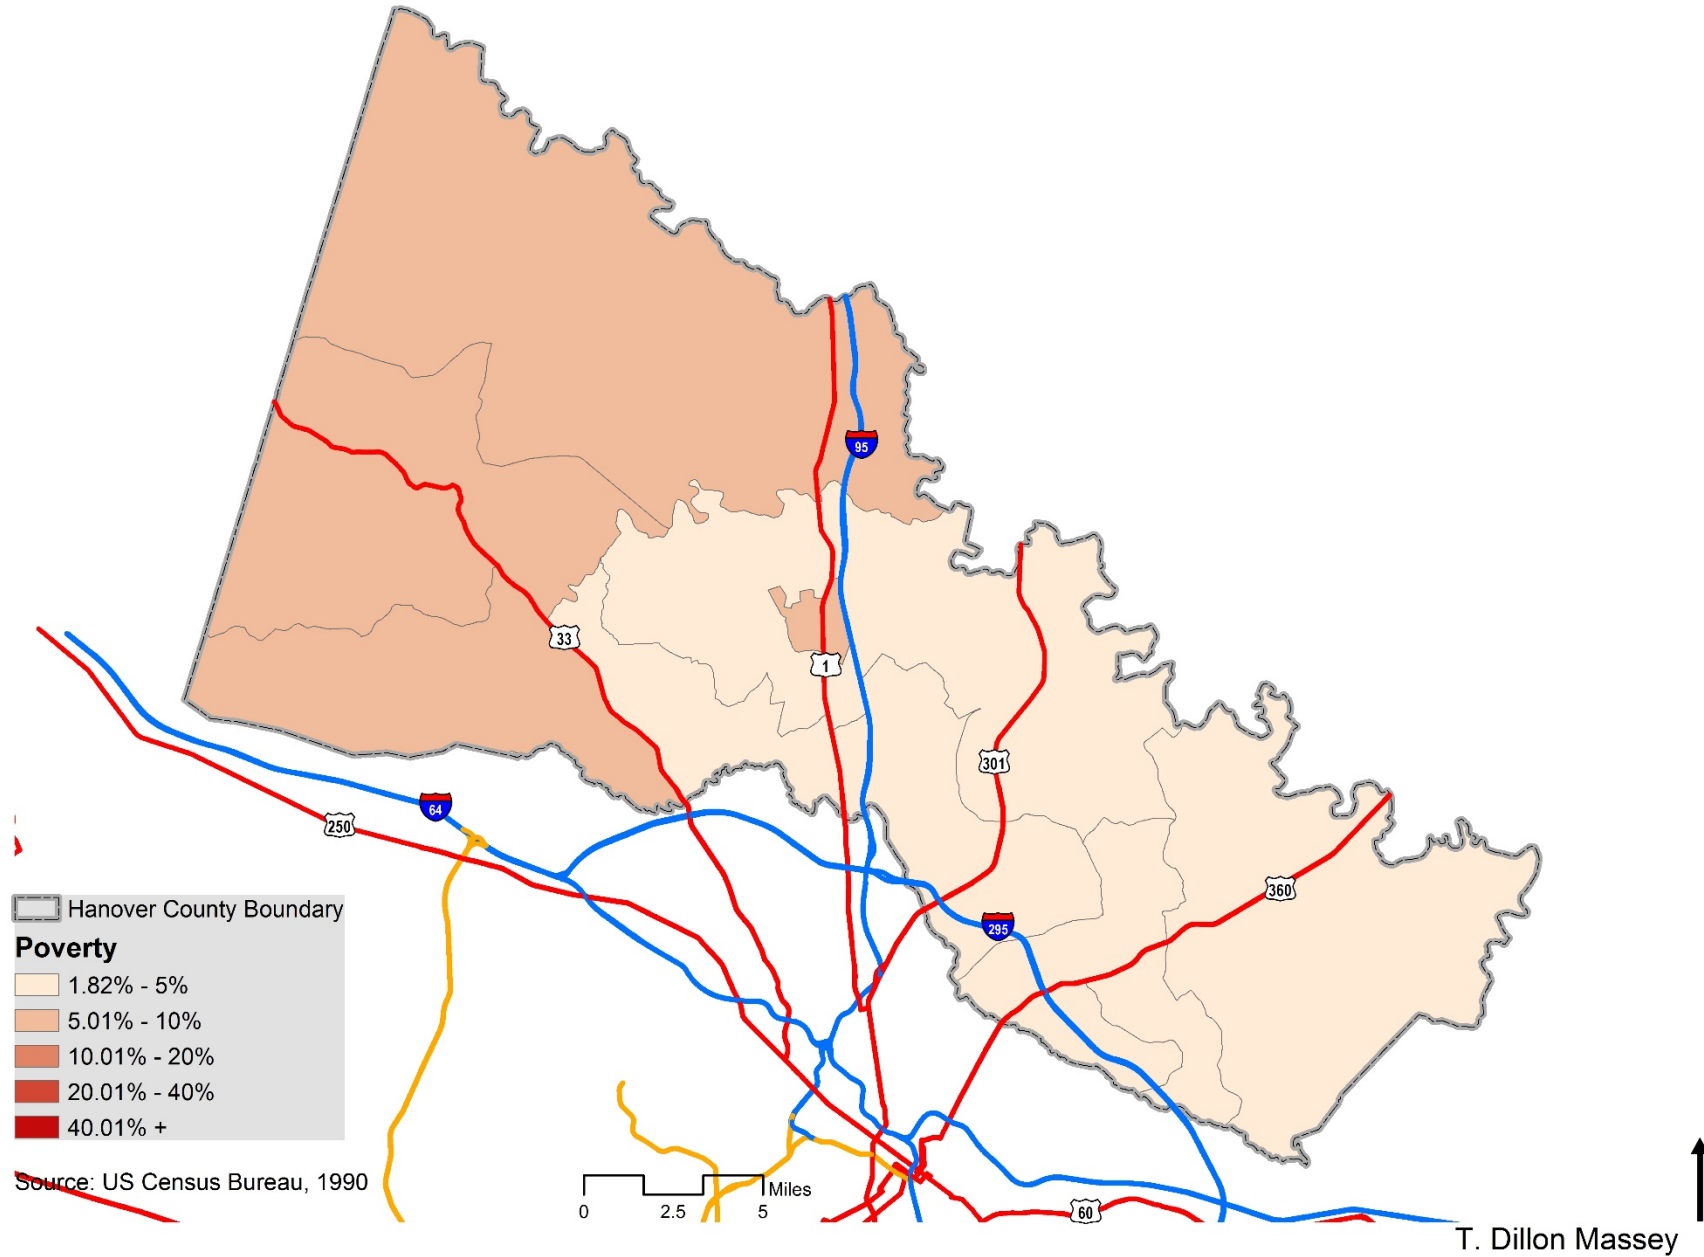 95
33
1
301
64
250
360
295
Hanover County Boundary
Poverty
1.82% - 5%
5.01% - 10%
10.01% - 20%
20.01% - 40%
40.01% +
Source: US Census Bureau, 1990
Miles
0 2.5 5
60
T. Dillon Massey